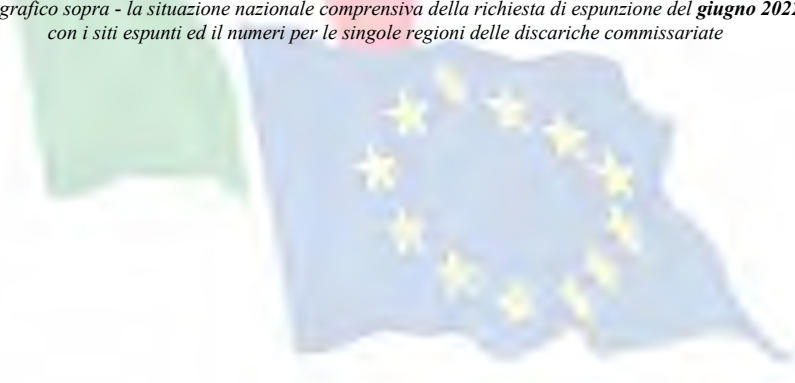 grafico sopra - la situazione nazionale comprensiva della richiesta di espunzione del giugno 2022
con i siti espunti ed il numeri per le singole regioni delle discariche commissariate